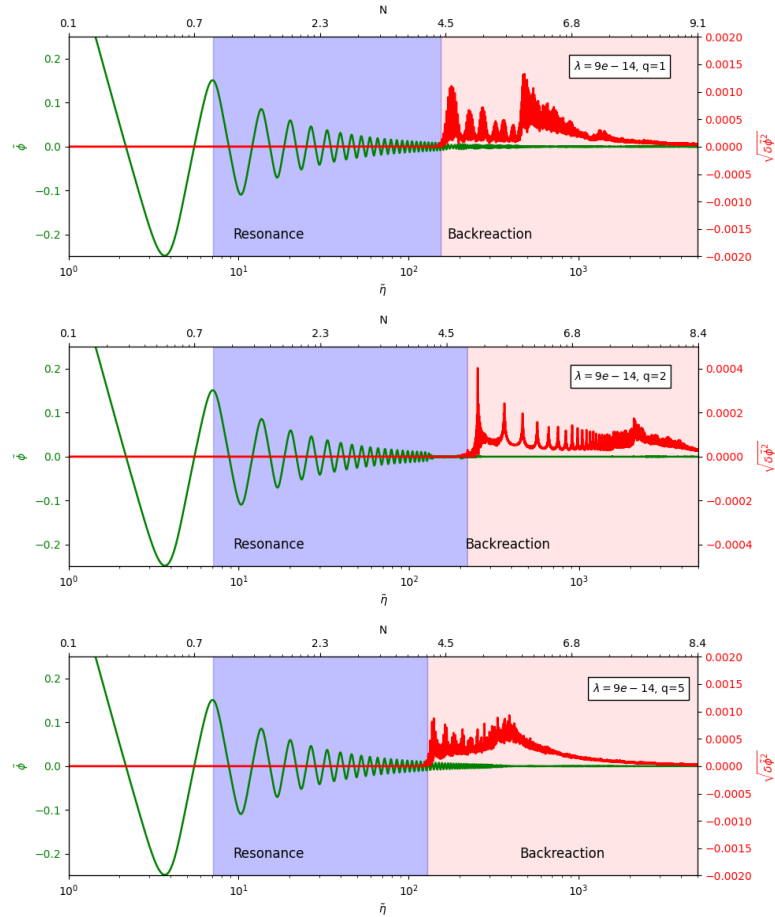 N
0.1 0.7 2.3 4.5 6.8 9.1
0.2 0.1 0.0 −0.1 −0.2
ϕ̃
λ = 9e − 14, q=1
Resonance Backreaction
0.0020 0.0015 0.0010 0.0005 0.0000 −0.0005 −0.0010 −0.0015 −0.0020
√δ̃ϕ̃²
10⁰ 10¹ 10² 10³
η̃
N
0.1 0.7 2.3 4.5 6.8 8.4
0.2 0.1 0.0 −0.1 −0.2
ϕ̃
λ = 9e − 14, q=2
Resonance Backreaction
0.0004 0.0002 0.0000 −0.0002 −0.0004
√δ̃ϕ̃²
10⁰ 10¹ 10² 10³
η̃
N
0.1 0.7 2.3 4.5 6.8 8.4
0.2 0.1 0.0 −0.1 −0.2
ϕ̃
λ = 9e − 14, q=5
Resonance Backreaction
0.0020 0.0015 0.0010 0.0005 0.0000 −0.0005 −0.0010 −0.0015 −0.0020
√δ̃ϕ̃²
10⁰ 10¹ 10² 10³
η̃